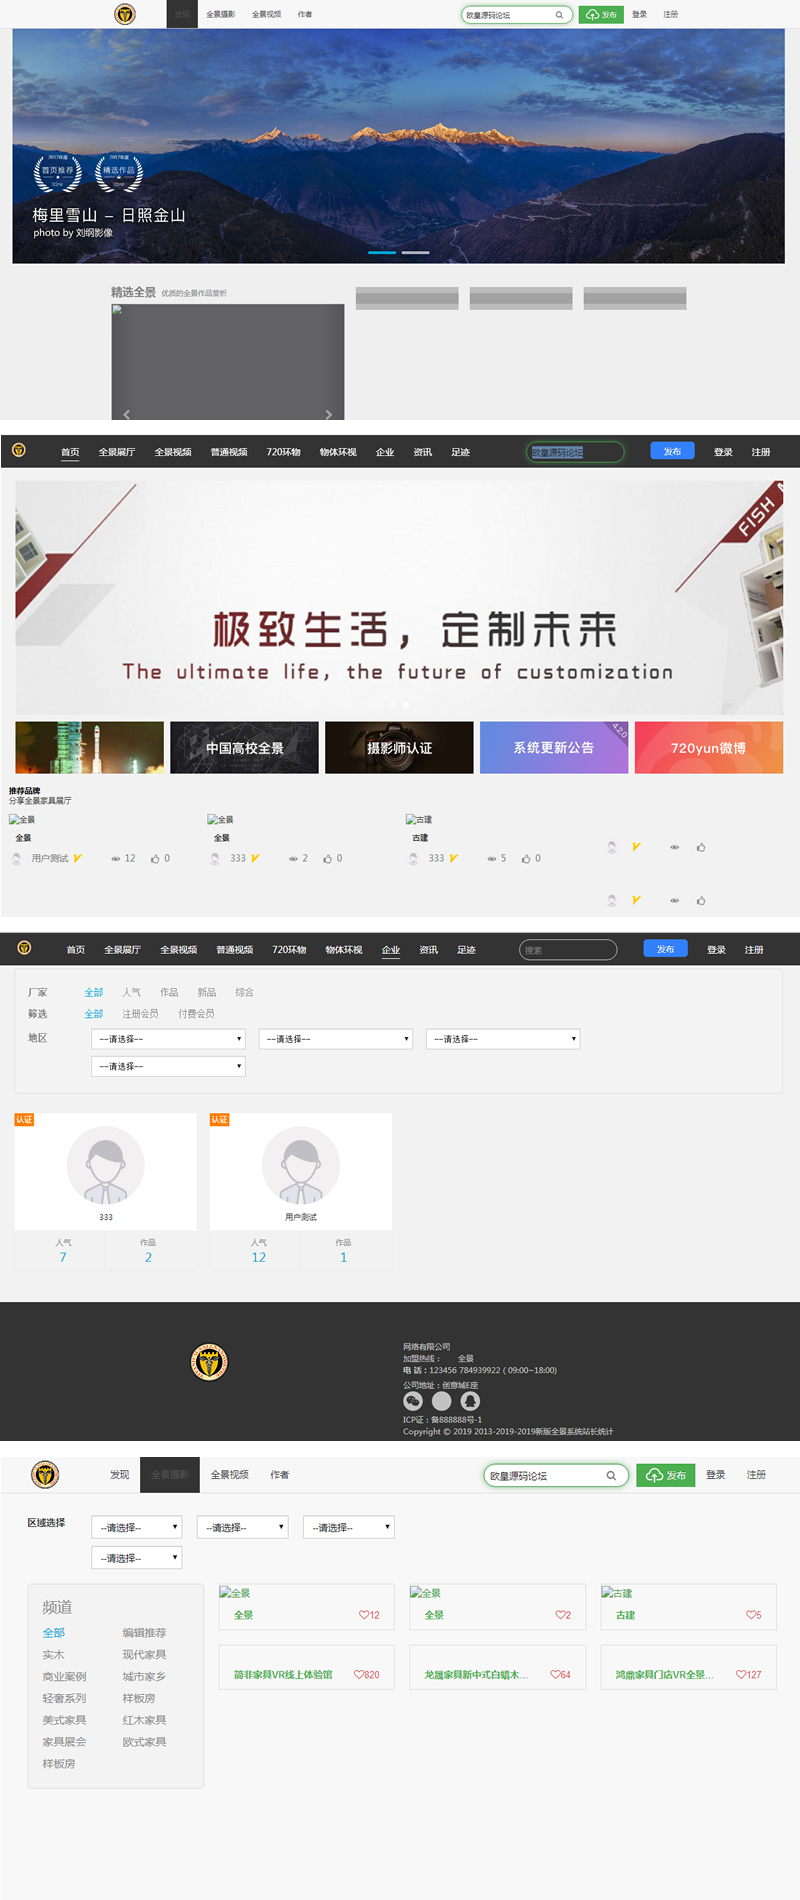 发现 全景摄影 全景视频 作者 欧皇源码论坛 发布 登录 注册
2017年度 2017年度
首页推荐 精选作品
梅里雪山 – 日照金山
photo by 刘纲影像
精选全景 优质的全景作品赏析
首页 全景展厅 全景视频 普通视频 720环物 物体环视 企业 资讯 足迹 欧皇源码论坛 发布 登录 注册
FISH
极致生活，定制未来
The ultimate life, the future of customization
中国高校全景 摄影师认证 系统更新公告 4.2.0 720yun微博
推荐品牌
分享全景家具展厅
全景 全景 古建
全景 全景 古建
用户测试 12 0 333 2 0 333 5 0
首页 全景展厅 全景视频 普通视频 720环物 物体环视 企业 资讯 足迹 搜索 发布 登录 注册
厂家 全部 人气 作品 新品 综合
筛选 全部 注册会员 付费会员
地区 --请选择-- --请选择-- --请选择--
--请选择--
认证 认证
333 用户测试
人气 作品 人气 作品
7 2 12 1
网络有限公司
加盟热线： 全景
电 话：123456 784939922 ( 09:00~18:00)
公司地址：创意城E座
ICP证：备888888号-1
Copyright © 2019 2013-2019-2019新版全景系统站长统计
发现 全景摄影 全景视频 作者 欧皇源码论坛 发布 登录 注册
区域选择 --请选择-- --请选择-- --请选择--
--请选择--
频道
全部 编辑推荐
实木 现代家具
商业案例 城市家乡
轻奢系列 样板房
美式家具 红木家具
家具展会 欧式家具
样板房
全景 全景 古建
全景 12 全景 2 古建 5
简非家具VR线上体验馆 820 龙晟家具新中式白蜡木... 64 鸿鼎家具门店VR全景... 127